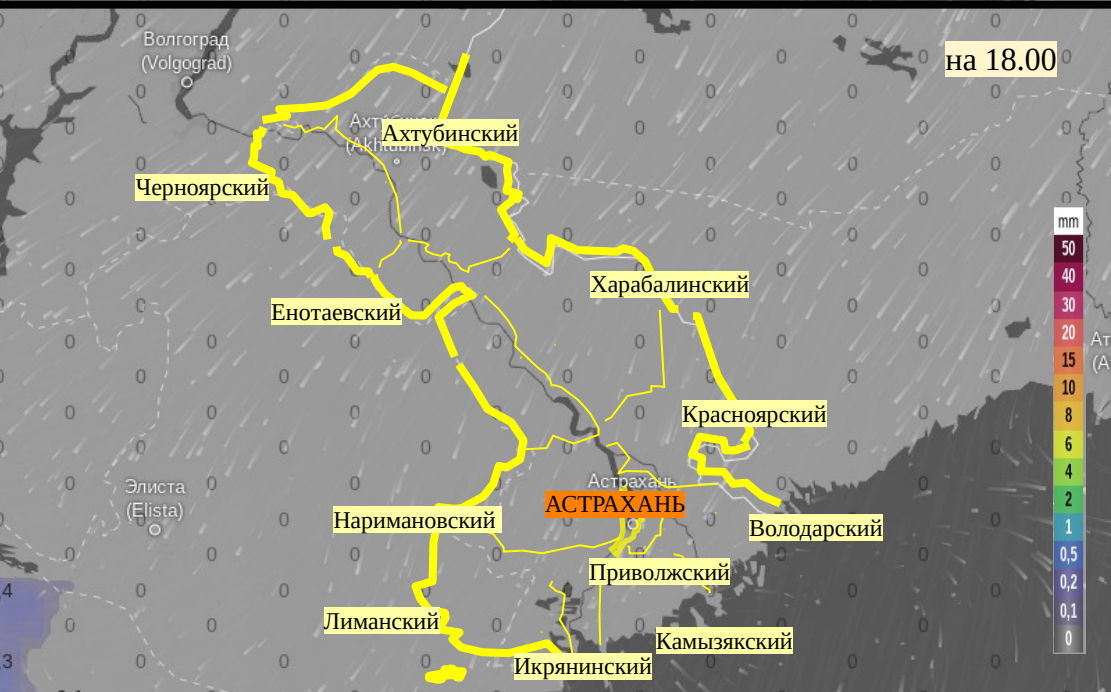 Волгоград
(Volgograd)
на 18.00
Ахтубинский
(Akhtubinsk)
Черноярский
mm
50
40
30
20
15
10
8
6
4
2
1
0,5
0,2
0,1
0
Харабалинский
Енотаевский
Красноярский
Элиста
(Elista)
Астрахань
АСТРАХАНЬ
Наримановский
Володарский
Приволжский
Лиманский
Камызякский
Икрянинский